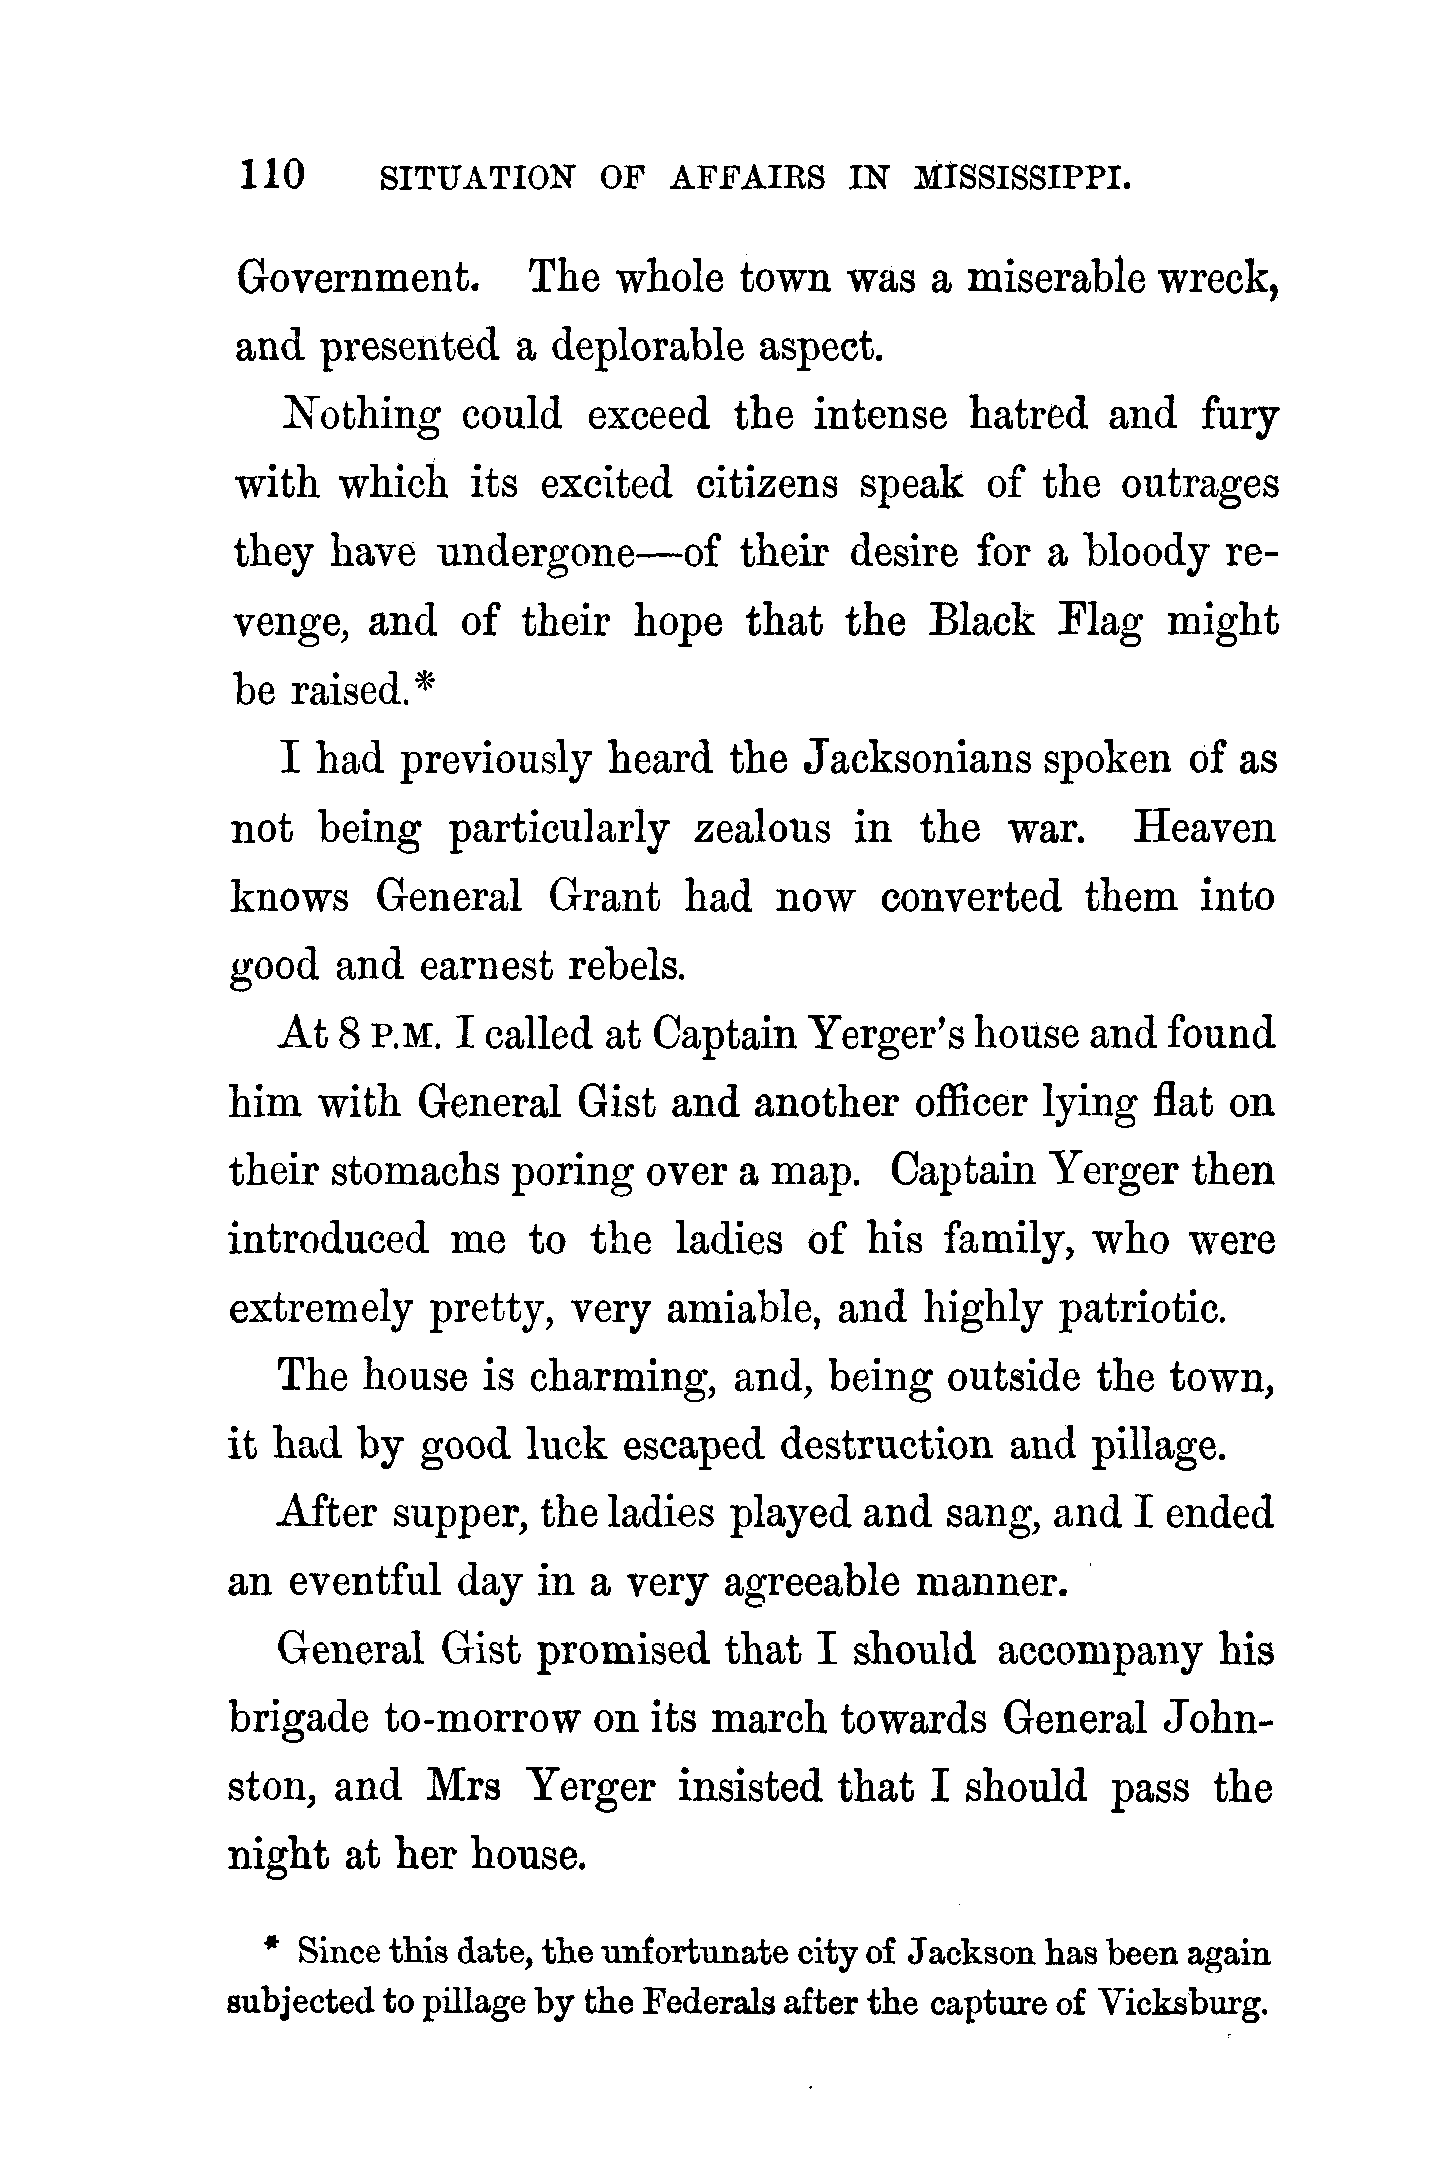 110 SITUATION OF AFFAIRS IN MISSISSIPPI.
Government. The whole town was a miserable wreck,
and presented a deplorable aspect.
Nothing could exceed the intense hatred and fury
with which its excited citizens speak of the outrages
they have undergone—of their desire for a bloody re-
venge, and of their hope that the Black Flag might
be raised.*
I had previously heard the Jacksonians spoken of as
not being particularly zealous in the war. Heaven
knows General Grant had now converted them into
good and earnest rebels.
At 8 P.M. I called at Captain Yerger's house and found
him with General Gist and another officer lying flat on
their stomachs poring over a map. Captain Yerger then
introduced me to the ladies of his family, who were
extremely pretty, very amiable, and highly patriotic.
The house is charming, and, being outside the town,
it had by good luck escaped destruction and pillage.
After supper, the ladies played and sang, and I ended
an eventful day in a very agreeable manner.
General Gist promised that I should accompany his
brigade to-morrow on its march towards General John-
ston, and Mrs Yerger insisted that I should pass the
night at her house.
* Since this date, the unfortunate city of Jackson has been again
subjected to pillage by the Federals after the capture of Vicksburg.